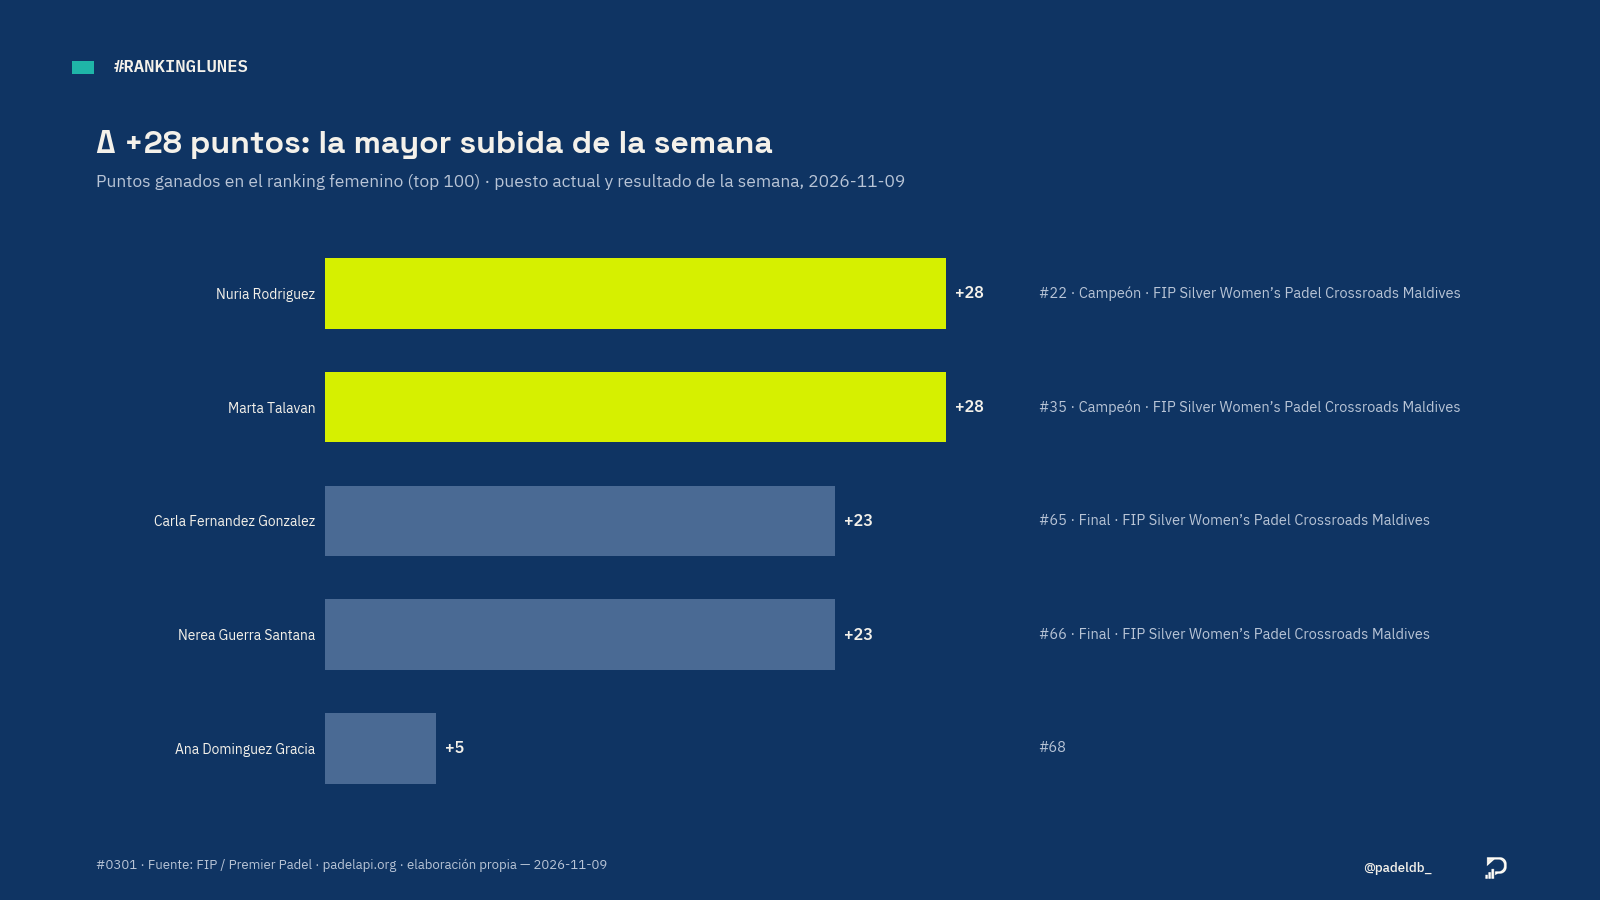 #RANKINGLUNES
Δ +28 puntos: la mayor subida de la semana
Puntos ganados en el ranking femenino (top 100) · puesto actual y resultado de la semana, 2026-11-09
Nuria Rodriguez +28 #22 · Campeón · FIP Silver Women’s Padel Crossroads Maldives
Marta Talavan +28 #35 · Campeón · FIP Silver Women’s Padel Crossroads Maldives
Carla Fernandez Gonzalez +23 #65 · Final · FIP Silver Women’s Padel Crossroads Maldives
Nerea Guerra Santana +23 #66 · Final · FIP Silver Women’s Padel Crossroads Maldives
Ana Dominguez Gracia +5 #68
#0301 · Fuente: FIP / Premier Padel · padelapi.org · elaboración propia — 2026-11-09
@padeldb_